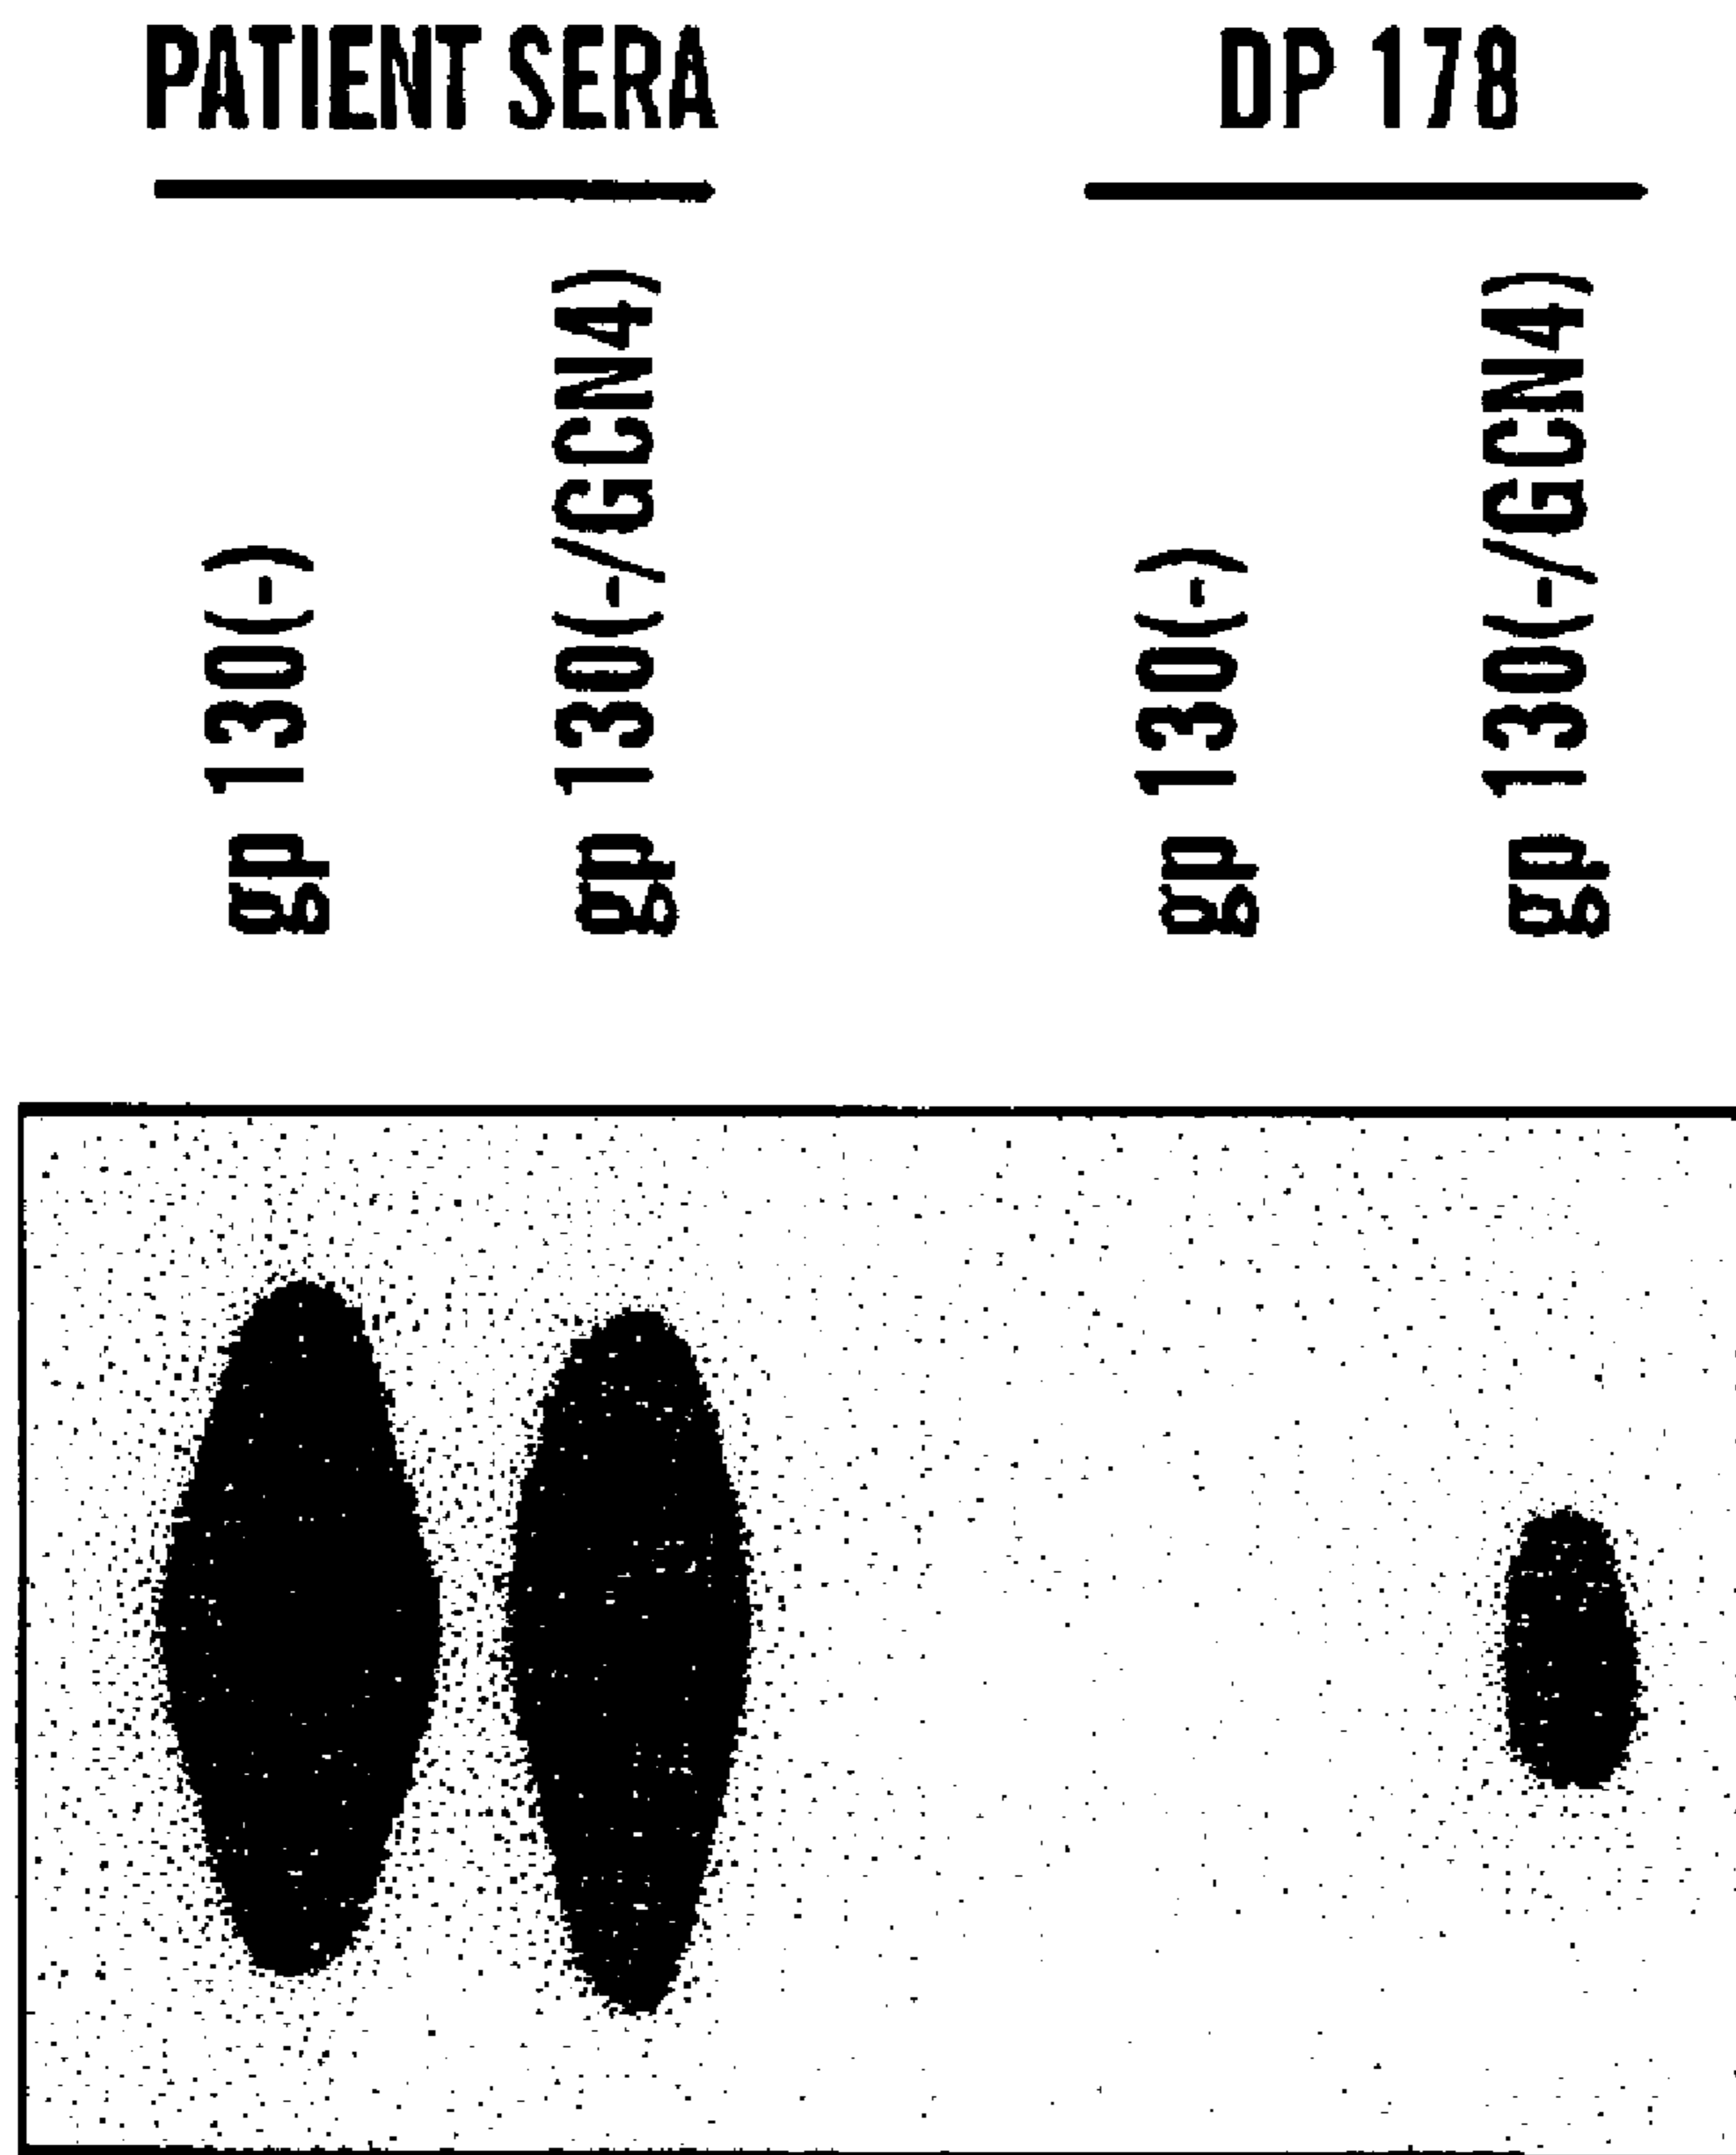 PATIENT SERA
DP 178
gp 130(-)
gp 130(-/GCN4)
gp 130(-)
gp 130(-/GCN4)